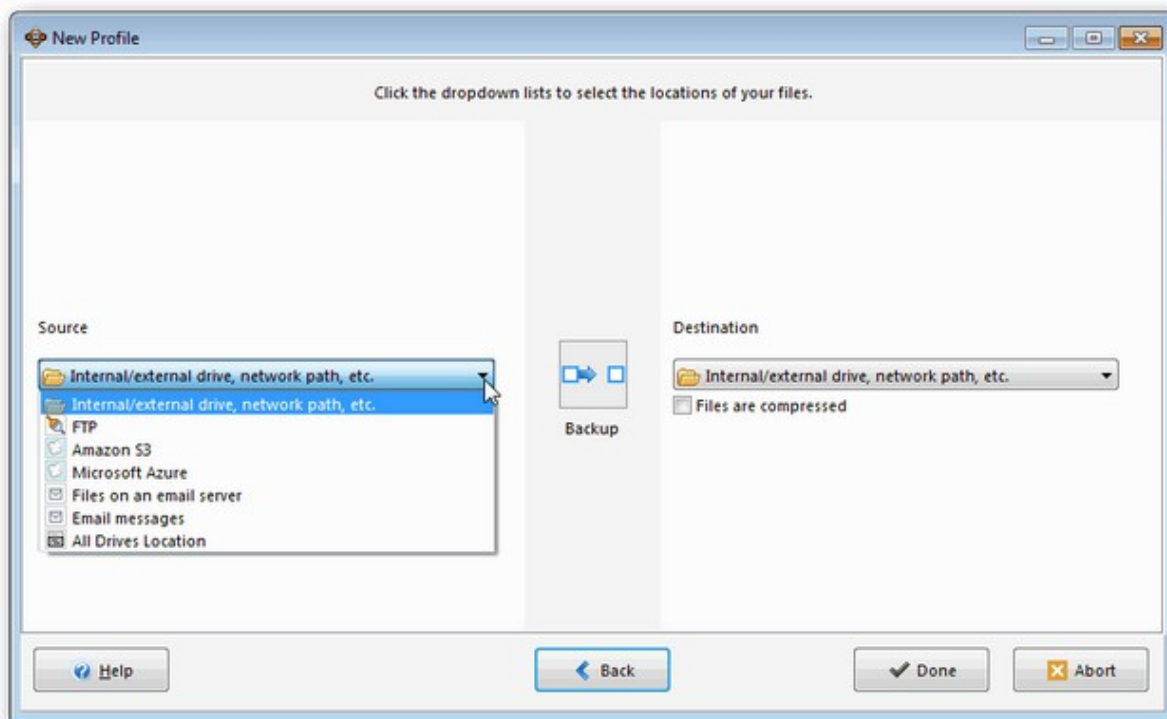 New Profile
Click the dropdown lists to select the locations of your files.
Source
Internal/external drive, network path, etc.
Internal/external drive, network path, etc.
FTP
Amazon S3
Microsoft Azure
Files on an email server
Email messages
All Drives Location
Backup
Destination
Internal/external drive, network path, etc.
Files are compressed
Help
Back
Done
Abort